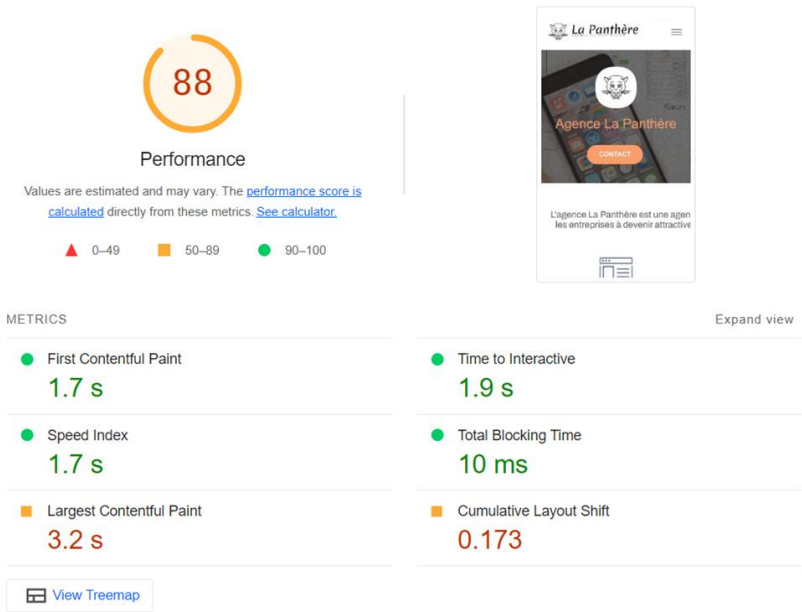 88
Performance
Values are estimated and may vary. The performance score is
calculated directly from these metrics. See calculator.
0–49
50–89
90–100
La Panthère
Agence La Panthère
CONTACT
L'agence La Panthère est une agen
les entreprises à devenir attractive
METRICS
Expand view
First Contentful Paint
1.7 s
Time to Interactive
1.9 s
Speed Index
1.7 s
Total Blocking Time
10 ms
Largest Contentful Paint
3.2 s
Cumulative Layout Shift
0.173
View Treemap